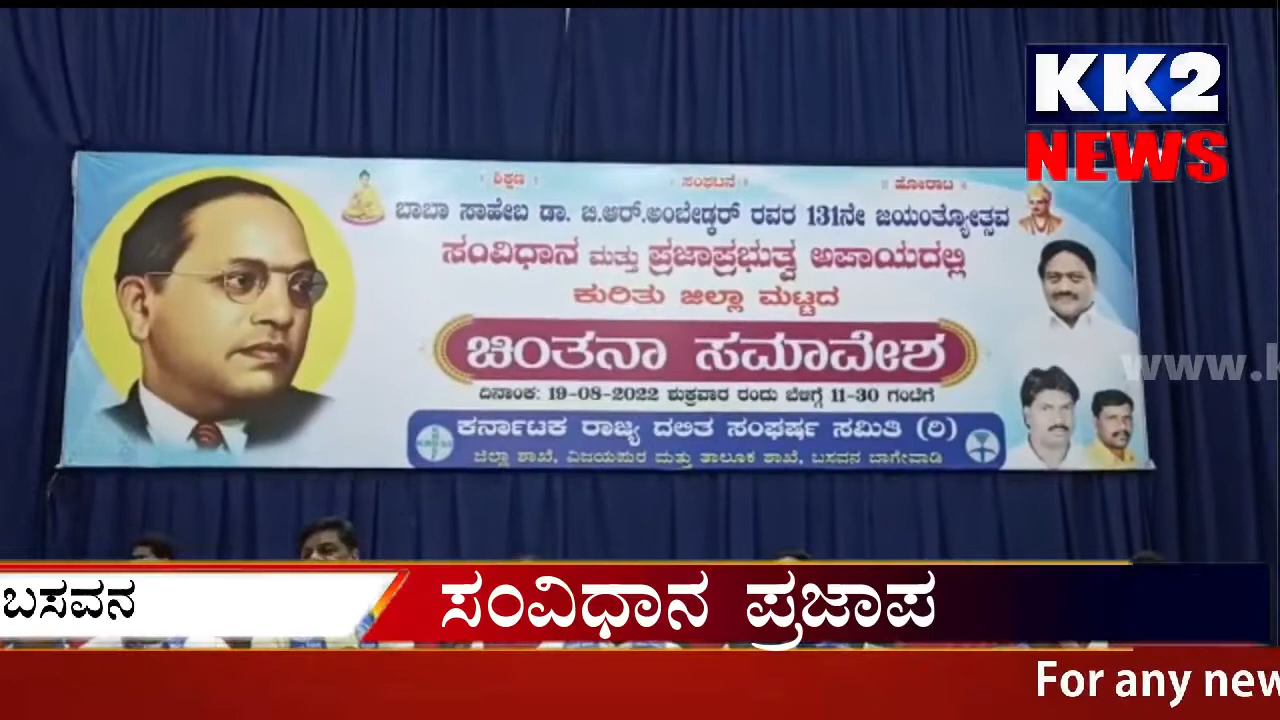 KK2
NEWS
ಶಿಕ್ಷಣ ಸಂಘಟನೆ ಹೋರಾಟ
ಬಾಬಾ ಸಾಹೇಬ ಡಾ. ಬಿ.ಆರ್.ಅಂಬೇಡ್ಕರ್ ರವರ 131ನೇ ಜಯಂತ್ಯೋತ್ಸವ
ಸಂವಿಧಾನ ಮತ್ತು ಪ್ರಜಾಪ್ರಭುತ್ವ ಅಪಾಯದಲ್ಲಿ
ಕುರಿತು ಜಿಲ್ಲಾ ಮಟ್ಟದ
ಚಿಂತನಾ ಸಮಾವೇಶ
ದಿನಾಂಕ: 19-08-2022 ಶುಕ್ರವಾರ ರಂದು ಬೆಳಿಗ್ಗೆ 11-30 ಗಂಟೆಗೆ
ಕರ್ನಾಟಕ ರಾಜ್ಯ ದಲಿತ ಸಂಘರ್ಷ ಸಮಿತಿ (ರಿ)
ಜಿಲ್ಲಾ ಶಾಖೆ, ವಿಜಯಪುರ ಮತ್ತು ತಾಲೂಕ ಶಾಖೆ, ಬಸವನ ಬಾಗೇವಾಡಿ
www.k
ಬಸವನ
ಸಂವಿಧಾನ ಪ್ರಜಾಪ
For any new